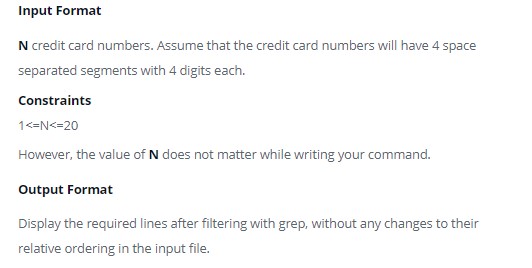 Input Format
N credit card numbers. Assume that the credit card numbers will have 4 space
separated segments with 4 digits each.
Constraints
1<=N<=20
However, the value of N does not matter while writing your command.
Output Format
Display the required lines after filtering with grep, without any changes to their
relative ordering in the input file.